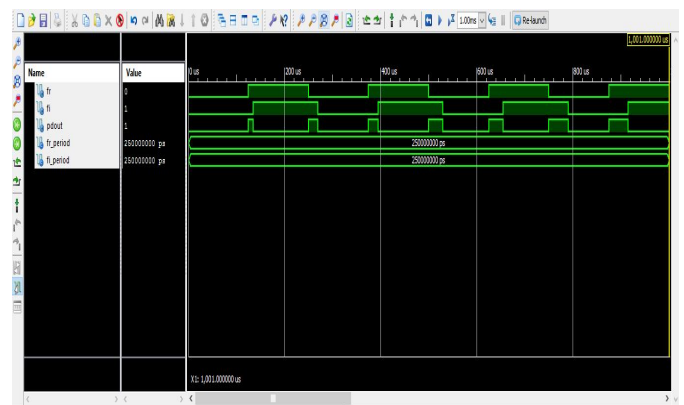 1.00ms Re-launch
1,001.000000 us
Name Value 0 us 200 us 400 us 600 us 800 us
fr 0
fi 1
pdout 1
fr_period 250000000 ps 250000000 ps
fi_period 250000000 ps 250000000 ps
X1: 1,001.000000 us